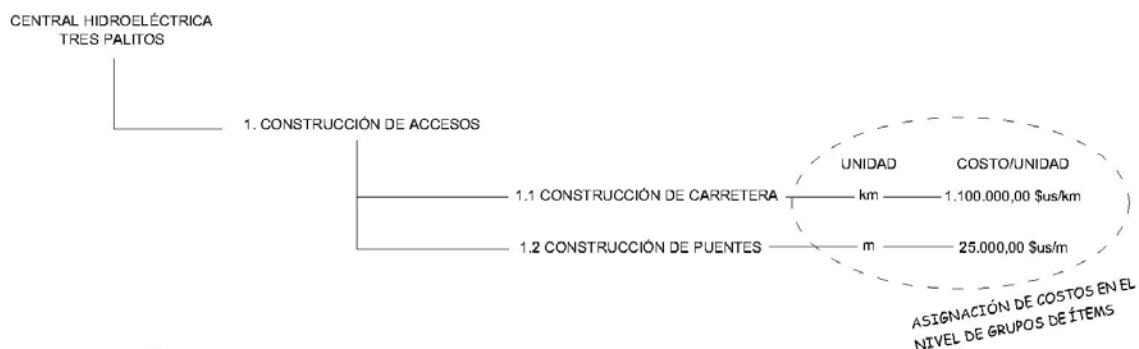 CENTRAL HIDROELÉCTRICA
TRES PALITOS
1. CONSTRUCCIÓN DE ACCESOS
UNIDAD COSTO/UNIDAD
1.1 CONSTRUCCIÓN DE CARRETERA km 1.100.000,00 $us/km
1.2 CONSTRUCCIÓN DE PUENTES m 25.000,00 $us/m
ASIGNACIÓN DE COSTOS EN EL
NIVEL DE GRUPOS DE ÍTEMS